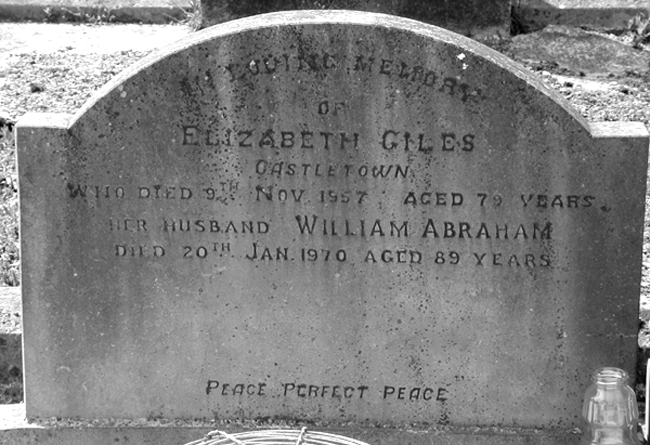 IN LOVING MEMORY
OF
ELIZABETH GILES
CASTLETOWN
WHO DIED 9TH NOV. 1957 AGED 79 YEARS.
HER HUSBAND WILLIAM ABRAHAM
DIED 20TH JAN. 1970 AGED 89 YEARS
PEACE PERFECT PEACE